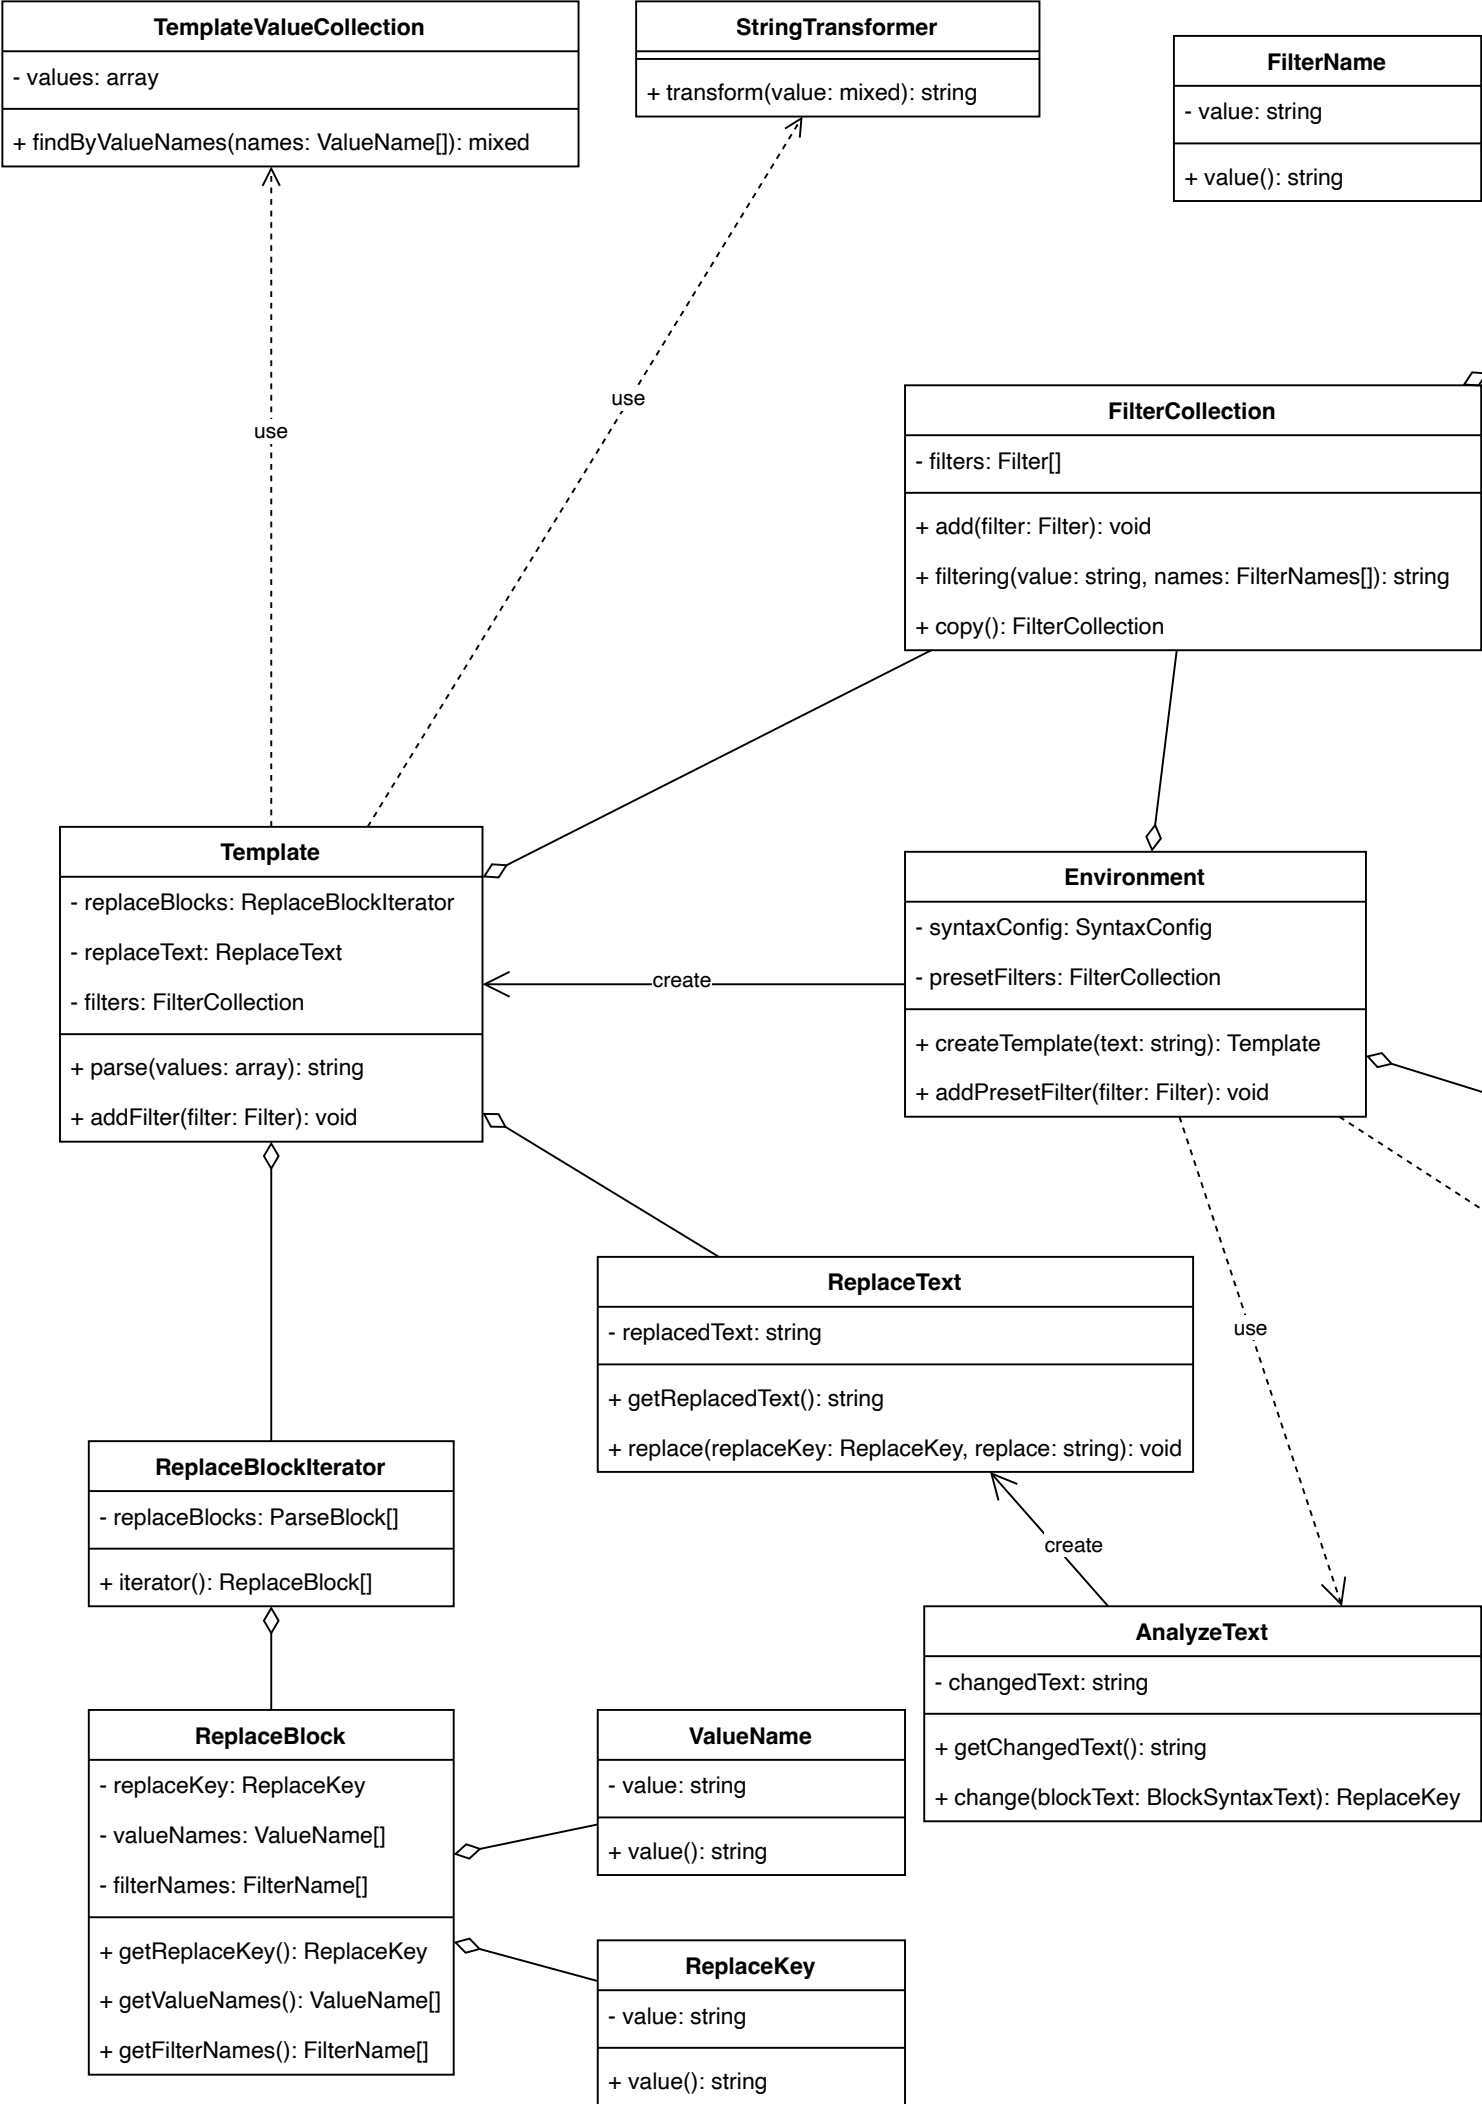 TemplateValueCollection
- values: array
+ findByValueNames(names: ValueName[]): mixed
StringTransformer
+ transform(value: mixed): string
FilterName
- value: string
+ value(): string
use
use
FilterCollection
- filters: Filter[]
+ add(filter: Filter): void
+ filtering(value: string, names: FilterNames[]): string
+ copy(): FilterCollection
Template
- replaceBlocks: ReplaceBlockIterator
- replaceText: ReplaceText
- filters: FilterCollection
+ parse(values: array): string
+ addFilter(filter: Filter): void
create
Environment
- syntaxConfig: SyntaxConfig
- presetFilters: FilterCollection
+ createTemplate(text: string): Template
+ addPresetFilter(filter: Filter): void
ReplaceText
- replacedText: string
+ getReplacedText(): string
+ replace(replaceKey: ReplaceKey, replace: string): void
use
create
ReplaceBlockIterator
- replaceBlocks: ParseBlock[]
+ iterator(): ReplaceBlock[]
AnalyzeText
- changedText: string
+ getChangedText(): string
+ change(blockText: BlockSyntaxText): ReplaceKey
ReplaceBlock
- replaceKey: ReplaceKey
- valueNames: ValueName[]
- filterNames: FilterName[]
+ getReplaceKey(): ReplaceKey
+ getValueNames(): ValueName[]
+ getFilterNames(): FilterName[]
ValueName
- value: string
+ value(): string
ReplaceKey
- value: string
+ value(): string